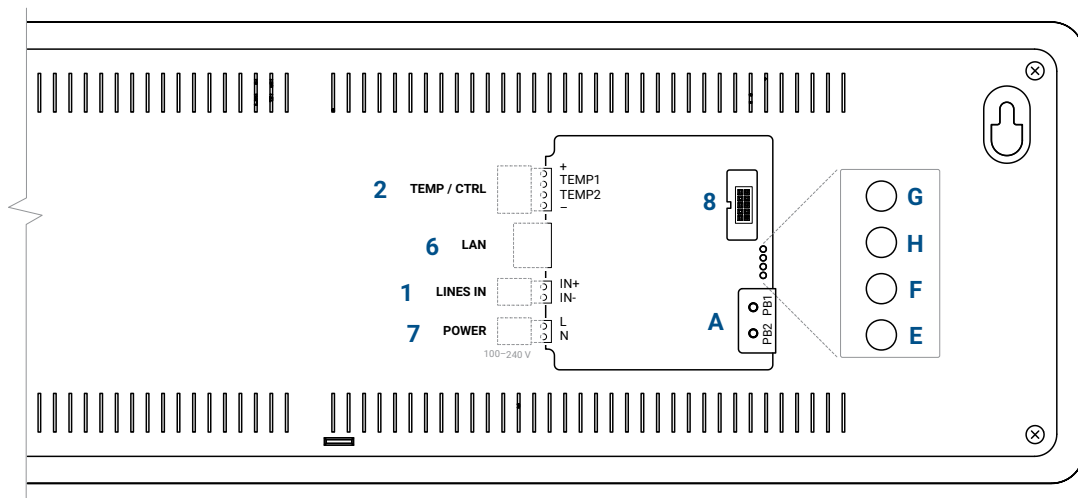 2 TEMP / CTRL
+
TEMP1
TEMP2
−
6 LAN
1 LINES IN
IN+
IN-
7 POWER
L
N
100–240 V
8
A
PB1
PB2
G
H
F
E